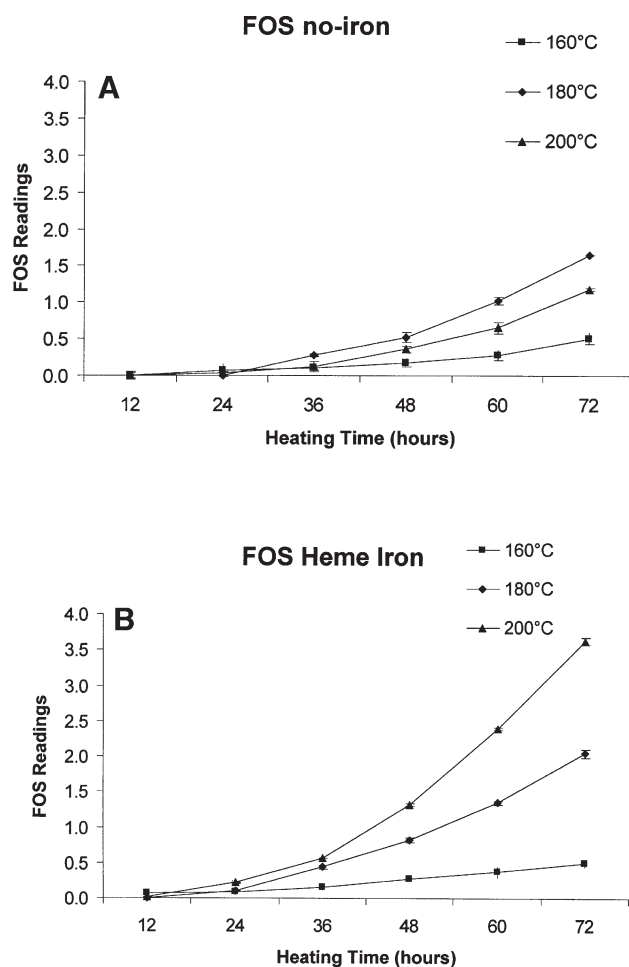 FOS no-iron
160°C
180°C
200°C
A
4.0
3.5
3.0
2.5
2.0
1.5
1.0
0.5
0.0
FOS Readings
12 24 36 48 60 72
Heating Time (hours)
FOS Heme Iron
160°C
180°C
200°C
B
4.0
3.5
3.0
2.5
2.0
1.5
1.0
0.5
0.0
FOS Readings
12 24 36 48 60 72
Heating Time (hours)